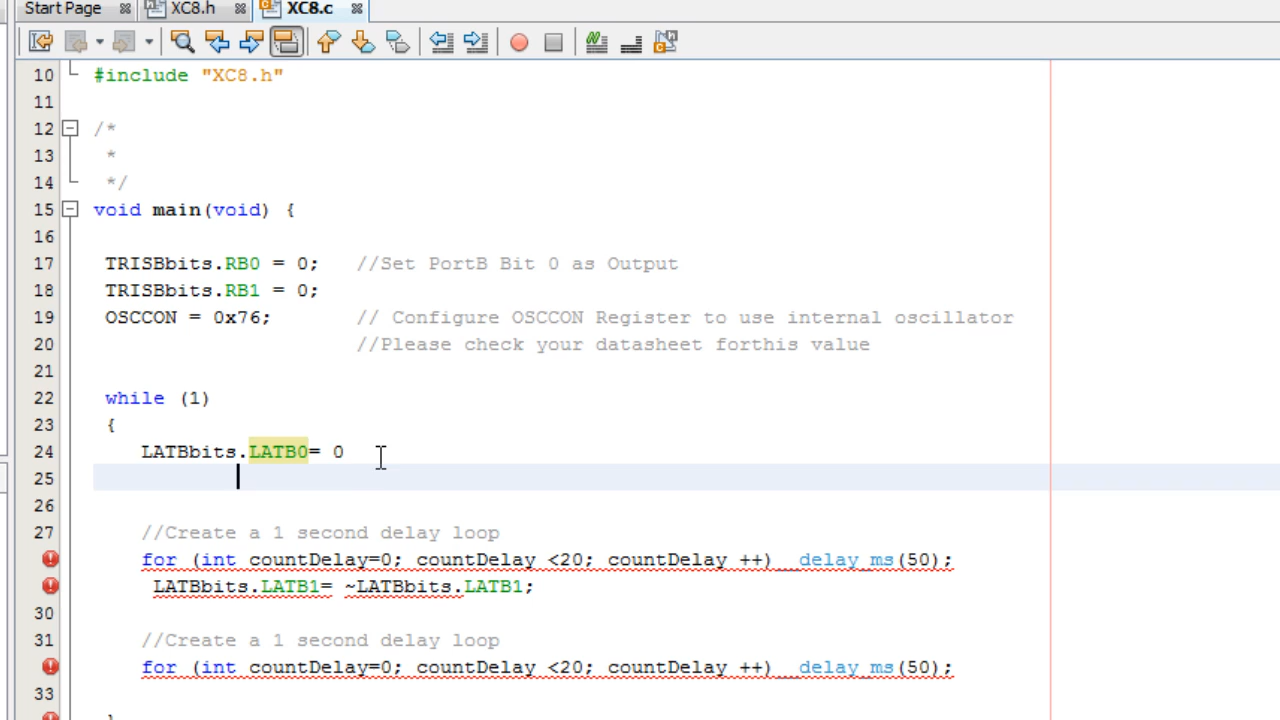 Start Page XC8.h XC8.c
10 #include "XC8.h"
11
12 /*
13 *
14 */
15 void main(void) {
16
17 TRISBbits.RB0 = 0; //Set PortB Bit 0 as Output
18 TRISBbits.RB1 = 0;
19 OSCCON = 0x76; // Configure OSCCON Register to use internal oscillator
20 //Please check your datasheet forthis value
21
22 while (1)
23 {
24 LATBbits.LATB0= 0
25
26
27 //Create a 1 second delay loop
for (int countDelay=0; countDelay <20; countDelay ++) __delay_ms(50);
LATBbits.LATB1= ~LATBbits.LATB1;
30
31 //Create a 1 second delay loop
for (int countDelay=0; countDelay <20; countDelay ++) __delay_ms(50);
33
}